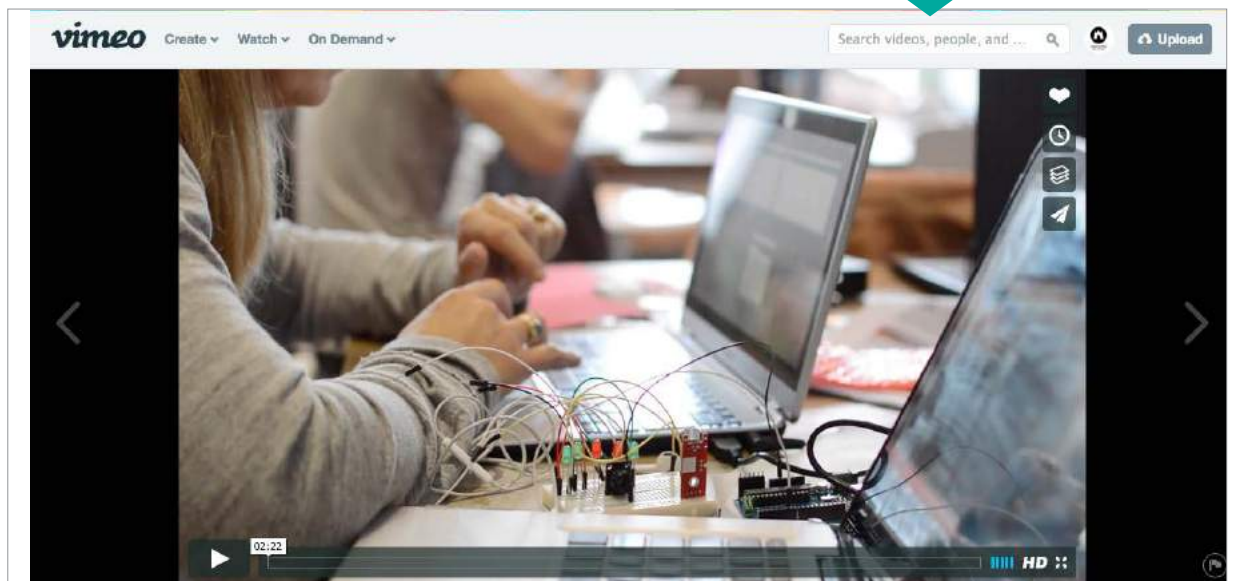 vimeo Create Watch On Demand Search videos, people, and ... Upload
02:22
HD